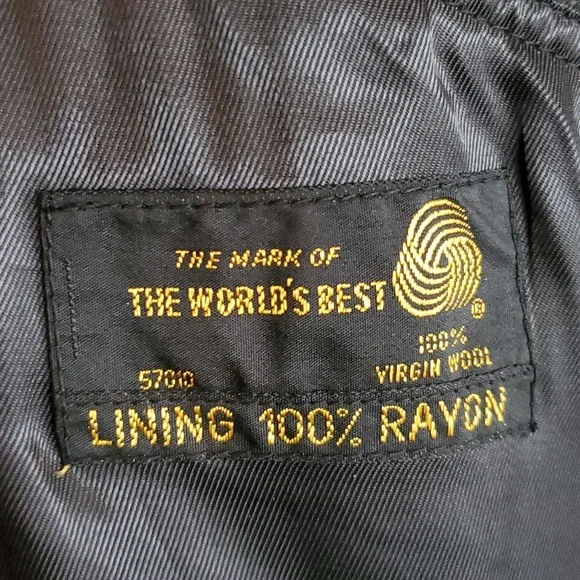 THE MARK OF
THE WORLD'S BEST
®
100%
VIRGIN WOOL
57010
LINING 100% RAYON